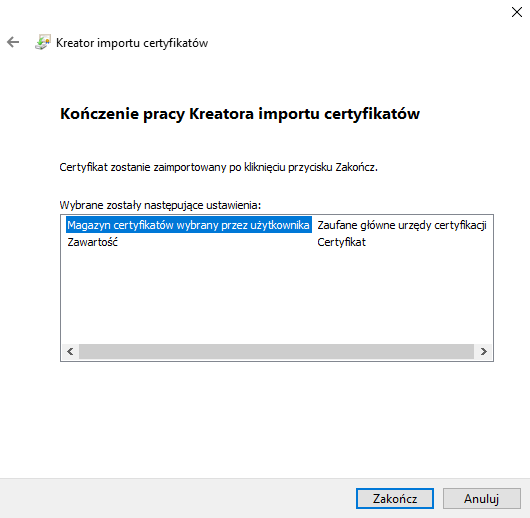 Kreator importu certyfikatów
Kończenie pracy Kreatora importu certyfikatów
Certyfikat zostanie zaimportowany po kliknięciu przycisku Zakończ.
Wybrane zostały następujące ustawienia:
Magazyn certyfikatów wybrany przez użytkownika Zaufane główne urzędy certyfikacji
Zawartość Certyfikat
Zakończ Anuluj